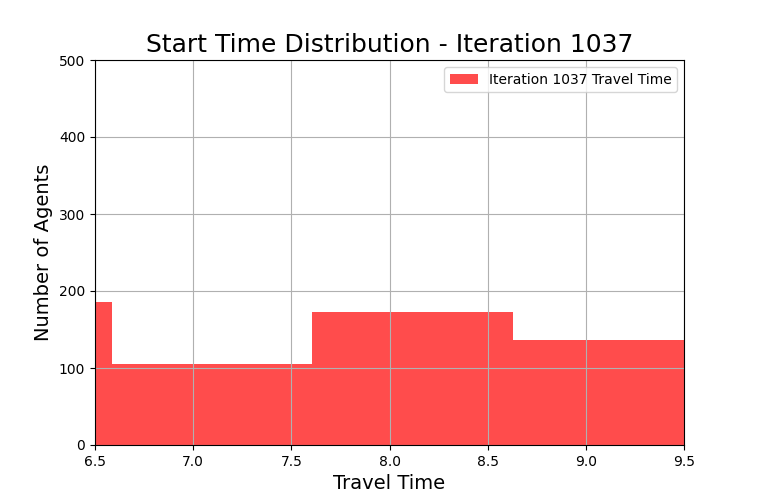 Start Time Distribution - Iteration 1037
Iteration 1037 Travel Time
Number of Agents
500
400
300
200
100
0
6.5 7.0 7.5 8.0 8.5 9.0 9.5
Travel Time